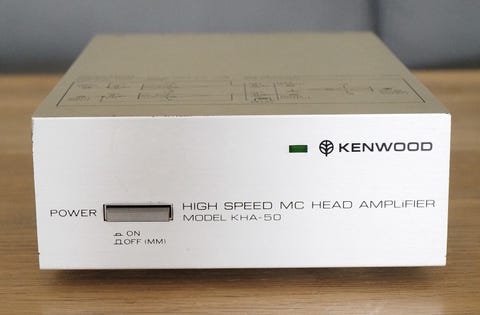 KENWOOD
HIGH SPEED MC HEAD AMPLiFiER
POWER
MODEL KHA-50
ON
OFF (MM)